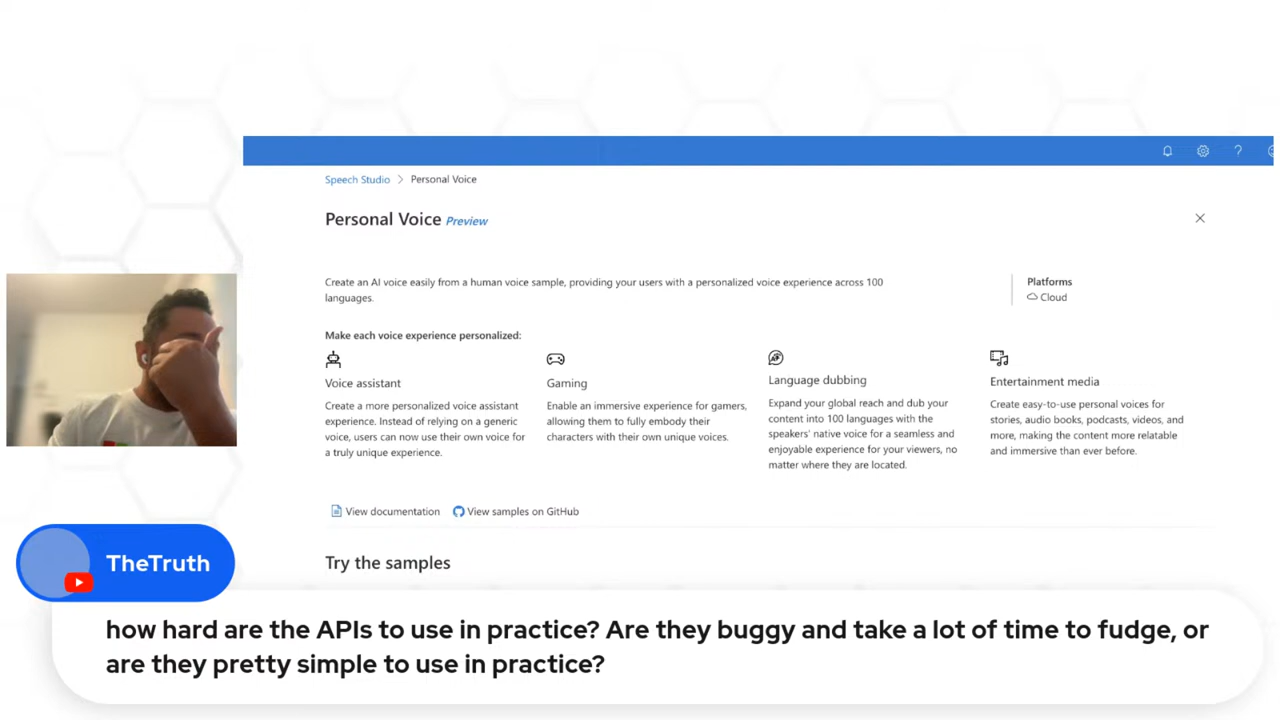 Speech Studio > Personal Voice
Personal Voice Preview
Create an AI voice easily from a human voice sample, providing your users with a personalized voice experience across 100
languages.
Platforms
Cloud
Make each voice experience personalized:
Voice assistant
Create a more personalized voice assistant
experience. Instead of relying on a generic
voice, users can now use their own voice for
a truly unique experience.
Gaming
Enable an immersive experience for gamers,
allowing them to fully embody their
characters with their own unique voices.
Language dubbing
Expand your global reach and dub your
content into 100 languages with the
speakers' native voice for a seamless and
enjoyable experience for your viewers, no
matter where they are located.
Entertainment media
Create easy-to-use personal voices for
stories, audio books, podcasts, videos, and
more, making the content more relatable
and immersive than ever before.
View documentation
View samples on GitHub
Try the samples
TheTruth
how hard are the APIs to use in practice? Are they buggy and take a lot of time to fudge, or
are they pretty simple to use in practice?